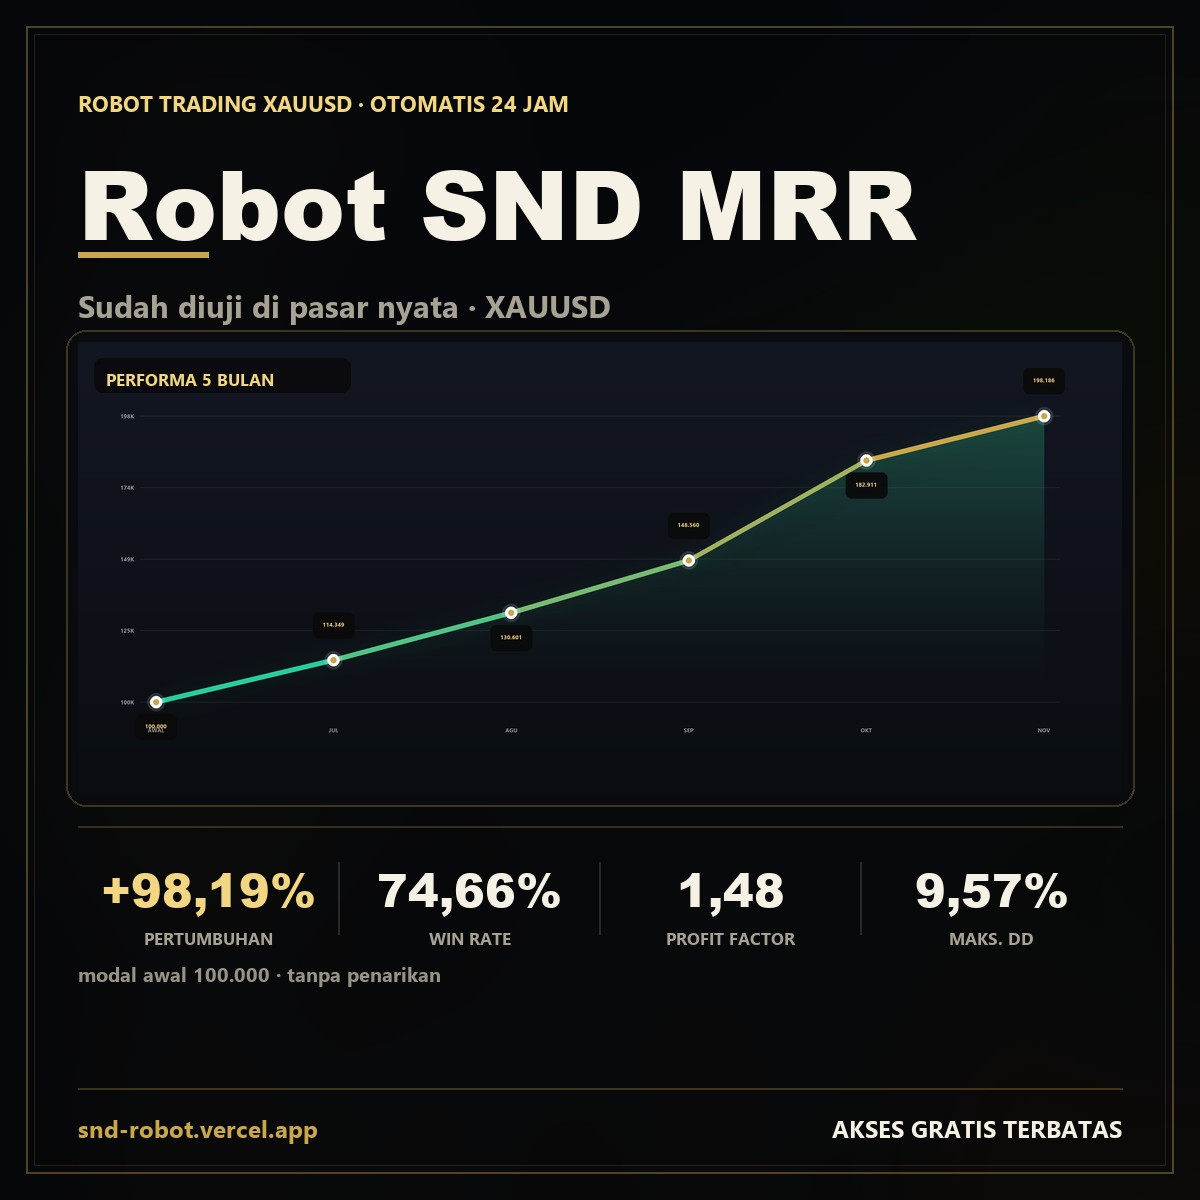 ROBOT TRADING XAUUSD · OTOMATIS 24 JAM
Robot SND MRR
Sudah diuji di pasar nyata · XAUUSD
PERFORMA 5 BULAN
198.186
198K
182.911
174K
148.560
149K
114.349
130.601
125K
100K
100.000
AWAL
JUL
AGU
SEP
OKT
NOV
+98,19%
74,66%
1,48
9,57%
PERTUMBUHAN
WIN RATE
PROFIT FACTOR
MAKS. DD
modal awal 100.000 · tanpa penarikan
snd-robot.vercel.app
AKSES GRATIS TERBATAS